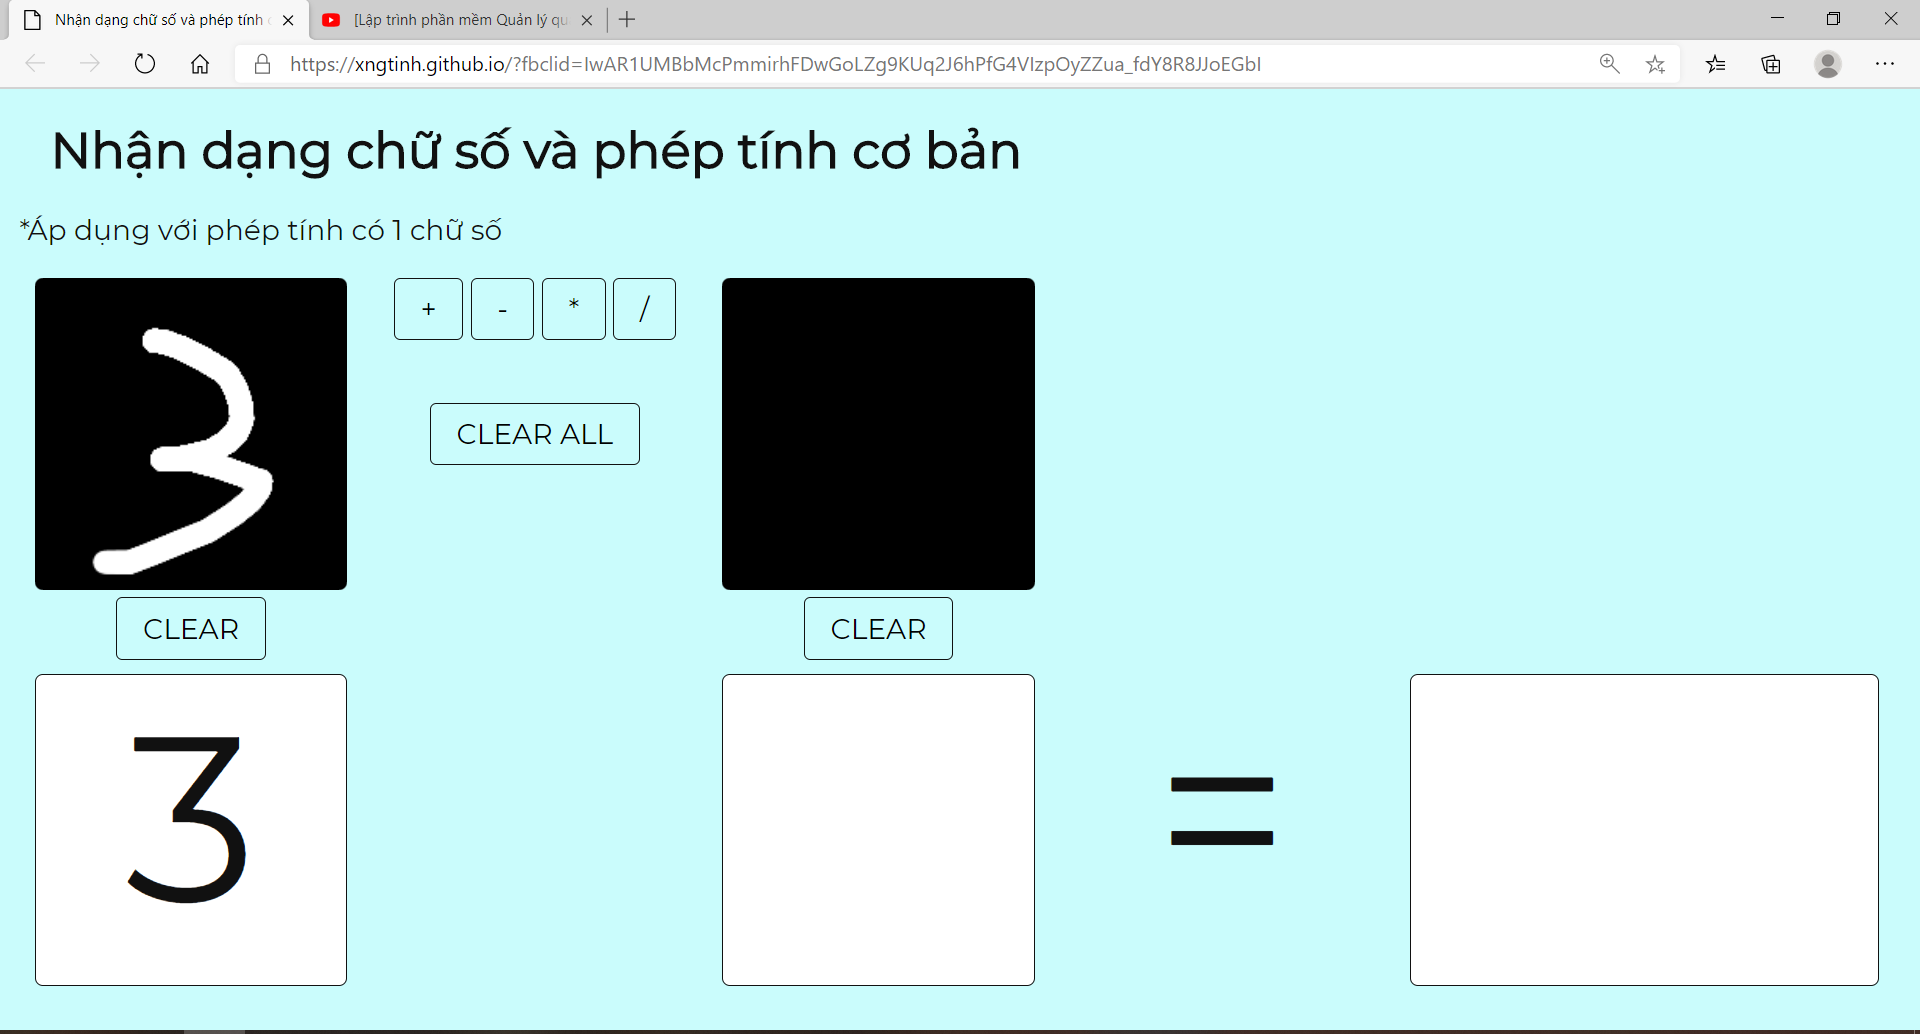 Nhận dạng chữ số và phép tính
[Lập trình phần mềm Quản lý qu
https://xngtinh.github.io/?fbclid=IwAR1UMBbMcPmmirhFDwGoLZg9KUq2J6hPfG4VIzpOyZZua_fdY8R8JJoEGbI
Nhận dạng chữ số và phép tính cơ bản
*Áp dụng với phép tính có 1 chữ số
3
+ - * /
CLEAR ALL
CLEAR
CLEAR
3
=